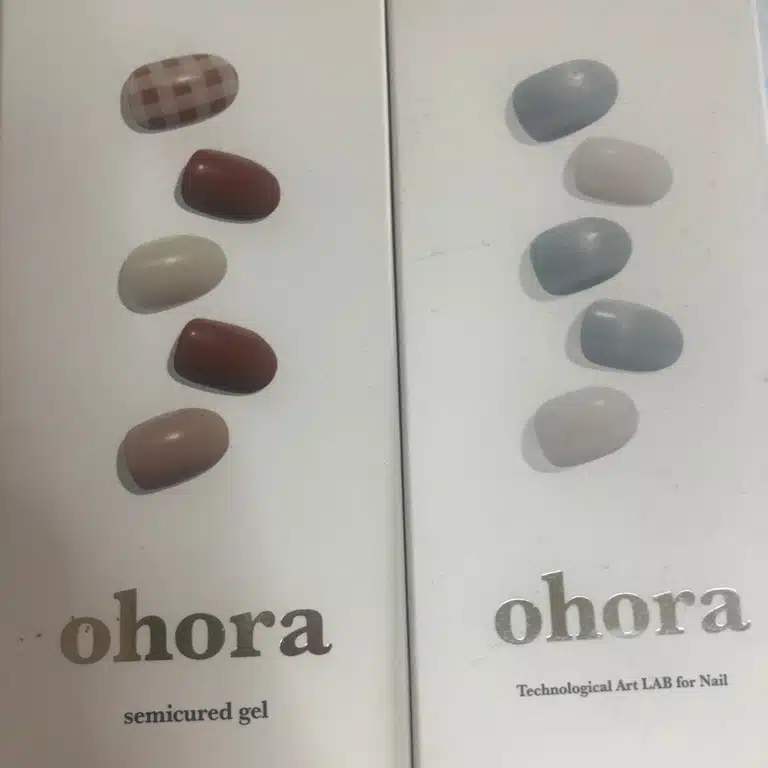 ohora
semicured gel
ohora
Technological Art LAB for Nail